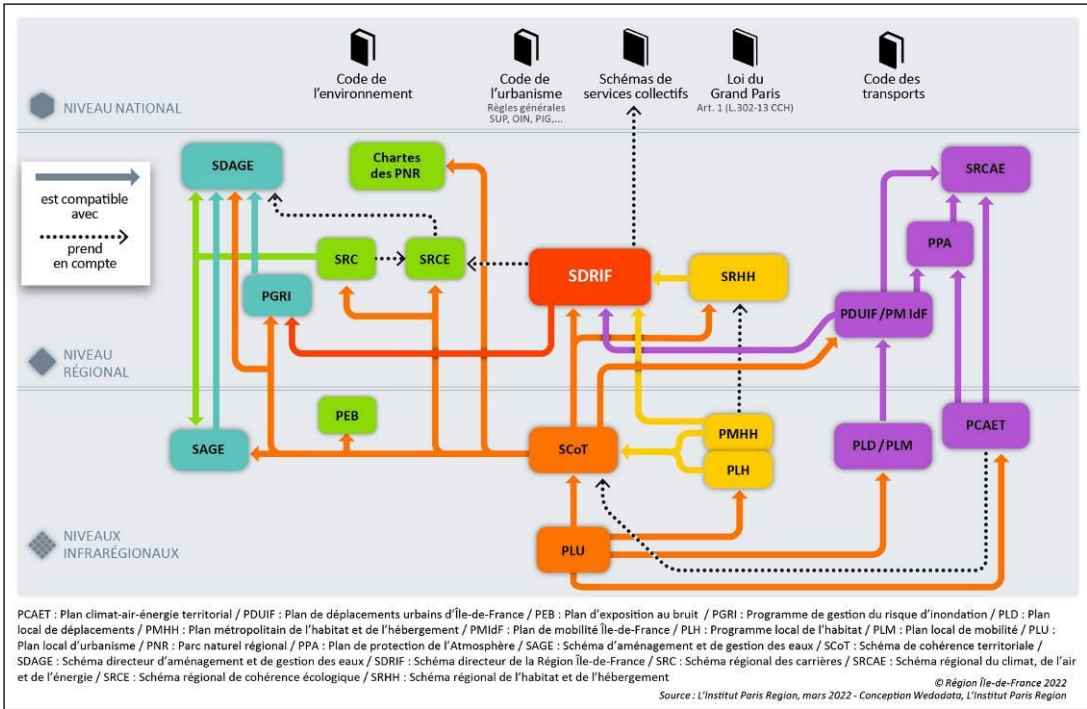 Code de
l'environnement
Code de
l'urbanisme
Règles générales
SUP, OIN, PIG,...
Schémas de
services collectifs
Loi du
Grand Paris
Art. 1 (L.302-13 CCH)
Code des
transports
NIVEAU NATIONAL
est compatible
avec
prend
en compte
SDAGE
Chartes
des PNR
SRCAE
PPA
SRC
SRCE
SDRIF
SRHH
PGRI
PDUIF/PM IdF
NIVEAU
RÉGIONAL
PEB
SAGE
SCoT
PMHH
PLH
PLD/PLM
PCAET
PLU
NIVEAUX
INFRARÉGIONAUX
PCAET : Plan climat-air-énergie territorial / PDUIF : Plan de déplacements urbains d'Île-de-France / PEB : Plan d'exposition au bruit / PGRI : Programme de gestion du risque d'inondation / PLD : Plan
local de déplacements / PMHH : Plan métropolitain de l'habitat et de l'hébergement / PMIdF : Plan de mobilité Île-de-France / PLH : Programme local de l'habitat / PLM : Plan local de mobilité / PLU :
Plan local d'urbanisme / PNR : Parc naturel régional / PPA : Plan de protection de l'Atmosphère / SAGE : Schéma d'aménagement et de gestion des eaux / SCoT : Schéma de cohérence territoriale /
SDAGE : Schéma directeur d'aménagement et de gestion des eaux / SDRIF : Schéma directeur de la Région Île-de-France / SRC : Schéma régional des carrières / SRCAE : Schéma régional du climat, de l'air
et de l'énergie / SRCE : Schéma régional de cohérence écologique / SRHH : Schéma régional de l'habitat et de l'hébergement
© Région Île-de-France 2022
Source : L'Institut Paris Region, mars 2022 - Conception Wedodata, L'Institut Paris Region